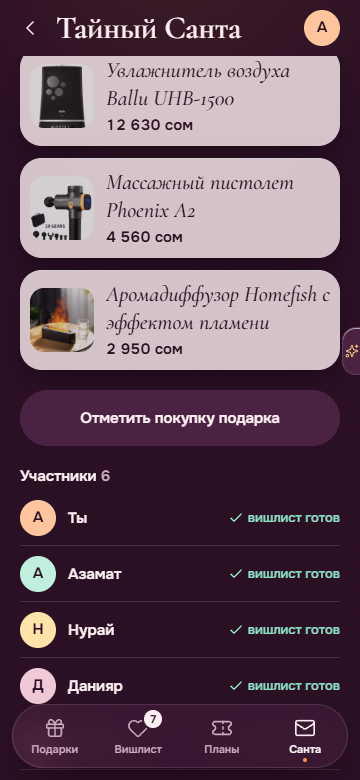 Тайный Санта
А
Увлажнитель воздуха
Ballu UHB-1500
12 630 сом
Массажный пистолет
Phoenix A2
4 560 сом
20 GEARS
Аромадиффузор Homefish с
эффектом пламени
2 950 сом
Отметить покупку подарка
Участники 6
А Ты вишлист готов
А Азамат вишлист готов
Н Нурай вишлист готов
Д Данияр вишлист готов
7
Подарки Вишлист Планы Санта